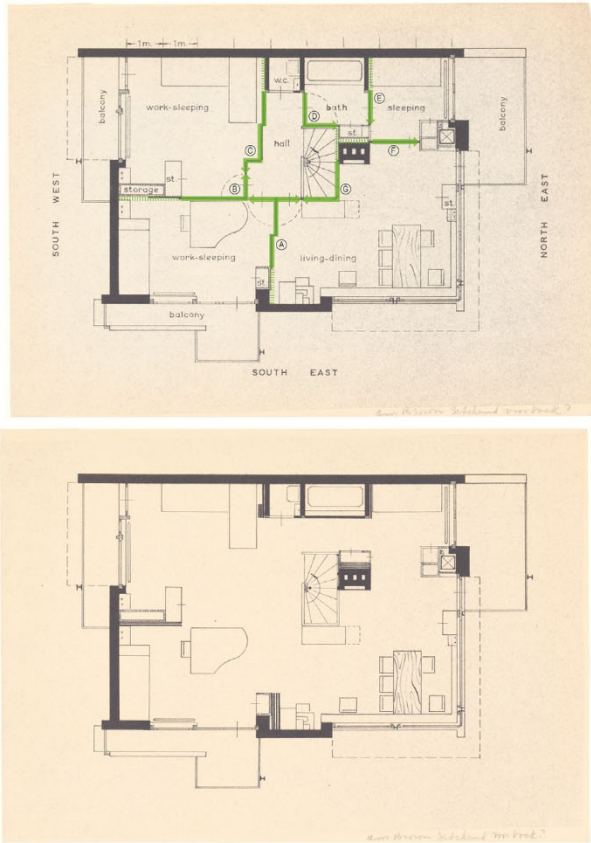 1m. 1m.
w.c.
balcony
work-sleeping
bath
E
sleeping
balcony
D
st.
hall
C
F
st.
storage
B
G
st.
A
work-sleeping
living-dining
st
balcony
SOUTH WEST
NORTH EAST
SOUTH EAST